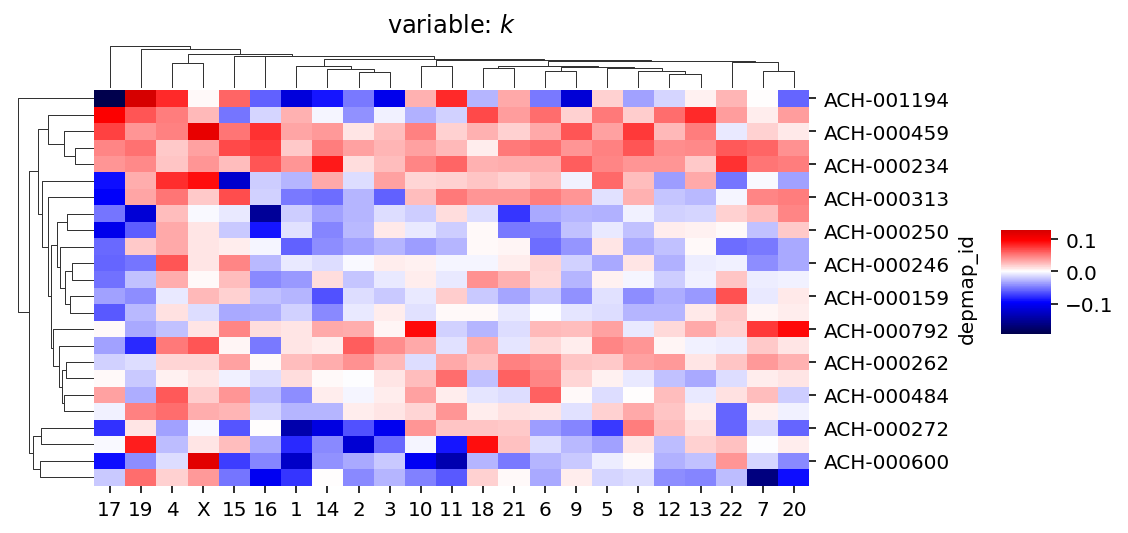 variable: k
ACH-001194
ACH-000459
ACH-000234
ACH-000313
ACH-000250
ACH-000246
ACH-000159
ACH-000792
ACH-000262
ACH-000484
ACH-000272
ACH-000600
depmap_id
0.1
0.0
−0.1
17 19 4 X 15 16 1 14 2 3 10 11 18 21 6 9 5 8 12 13 22 7 20